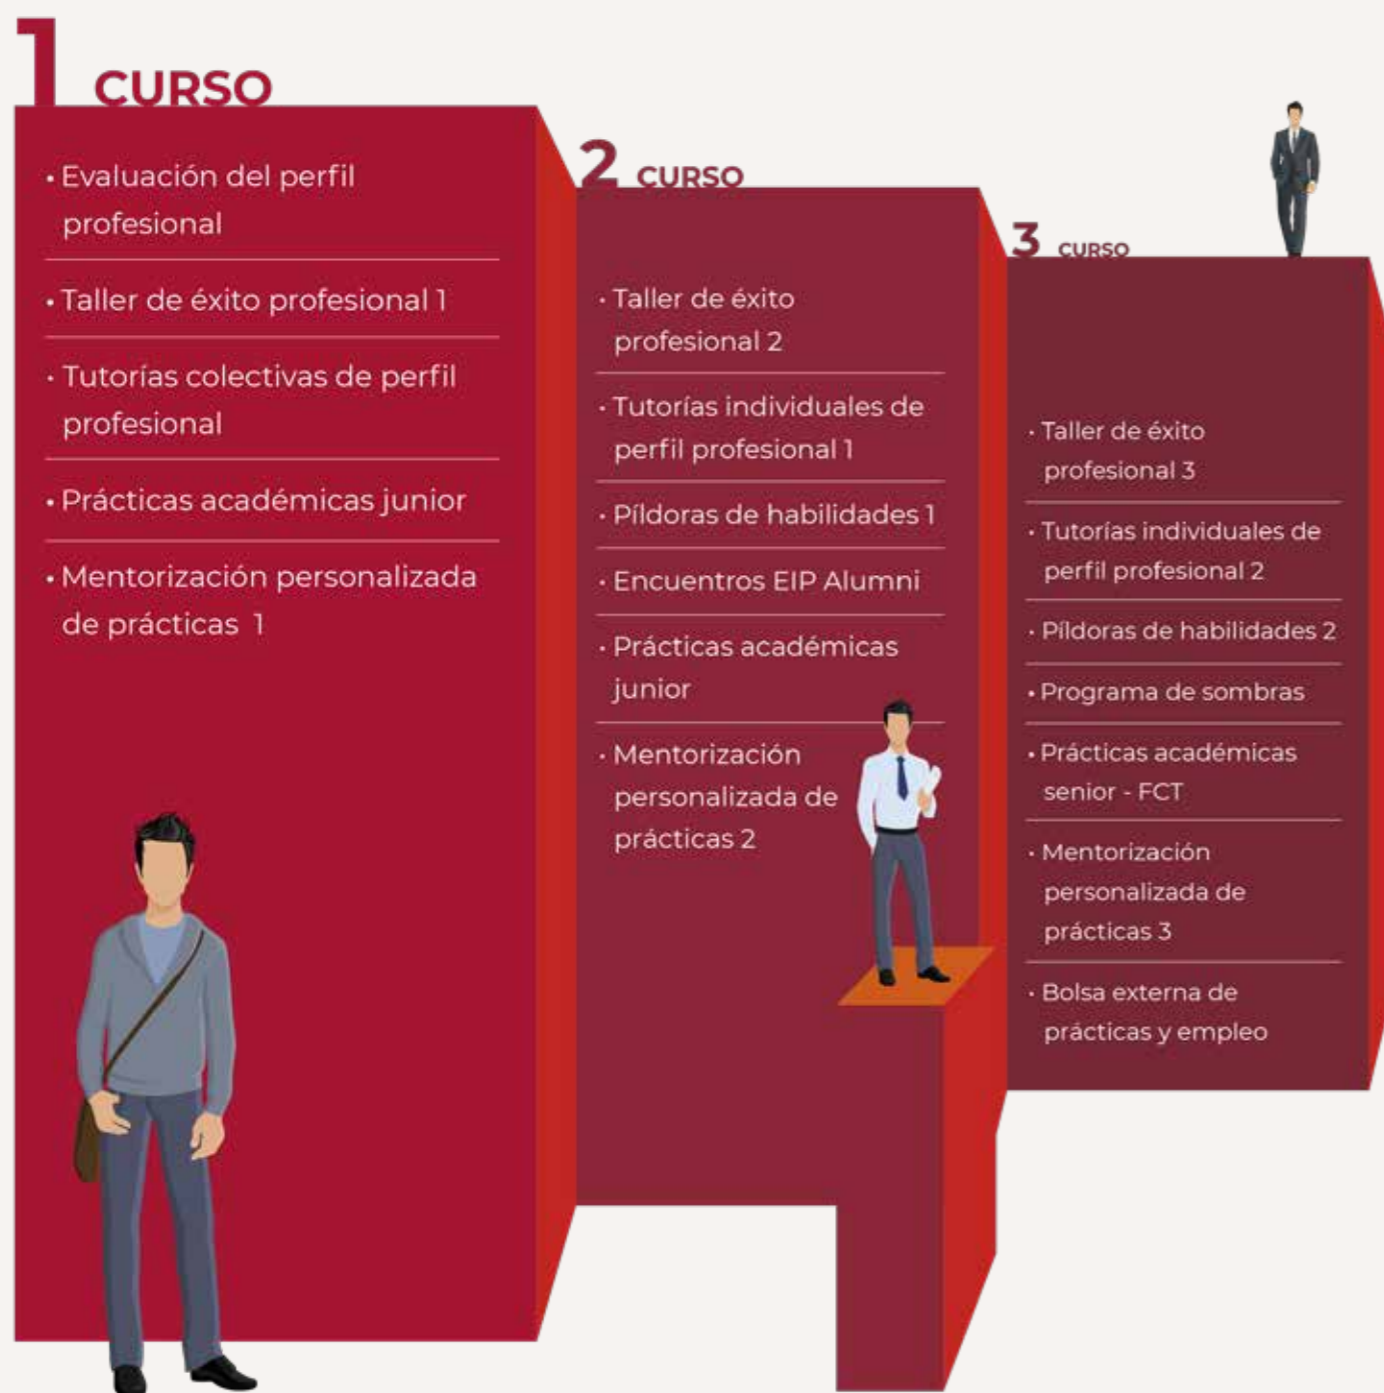 1 CURSO
• Evaluación del perfil
profesional
• Taller de éxito profesional 1
• Tutorías colectivas de perfil
profesional
• Prácticas académicas junior
• Mentorización personalizada
de prácticas 1
2 CURSO
• Taller de éxito
profesional 2
• Tutorías individuales de
perfil profesional 1
• Píldoras de habilidades 1
• Encuentros EIP Alumni
• Prácticas académicas
junior
• Mentorización
personalizada de
prácticas 2
3 CURSO
• Taller de éxito
profesional 3
• Tutorías individuales de
perfil profesional 2
• Píldoras de habilidades 2
• Programa de sombras
• Prácticas académicas
senior - FCT
• Mentorización
personalizada de
prácticas 3
• Bolsa externa de
prácticas y empleo